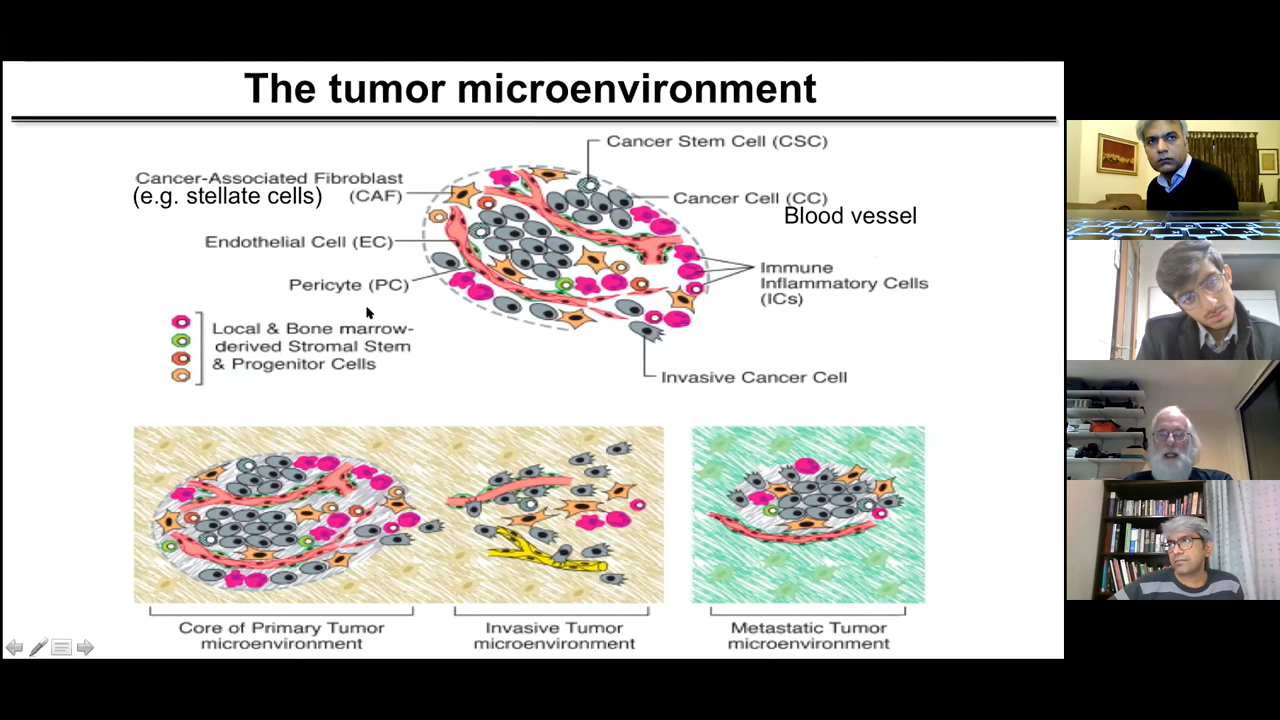 The tumor microenvironment
Cancer Stem Cell (CSC)
Cancer-Associated Fibroblast
(e.g. stellate cells) (CAF)
Cancer Cell (CC)
Blood vessel
Endothelial Cell (EC)
Immune
Inflammatory Cells
(ICs)
Pericyte (PC)
Local & Bone marrow-
derived Stromal Stem
& Progenitor Cells
Invasive Cancer Cell
Core of Primary Tumor
microenvironment
Invasive Tumor
microenvironment
Metastatic Tumor
microenvironment